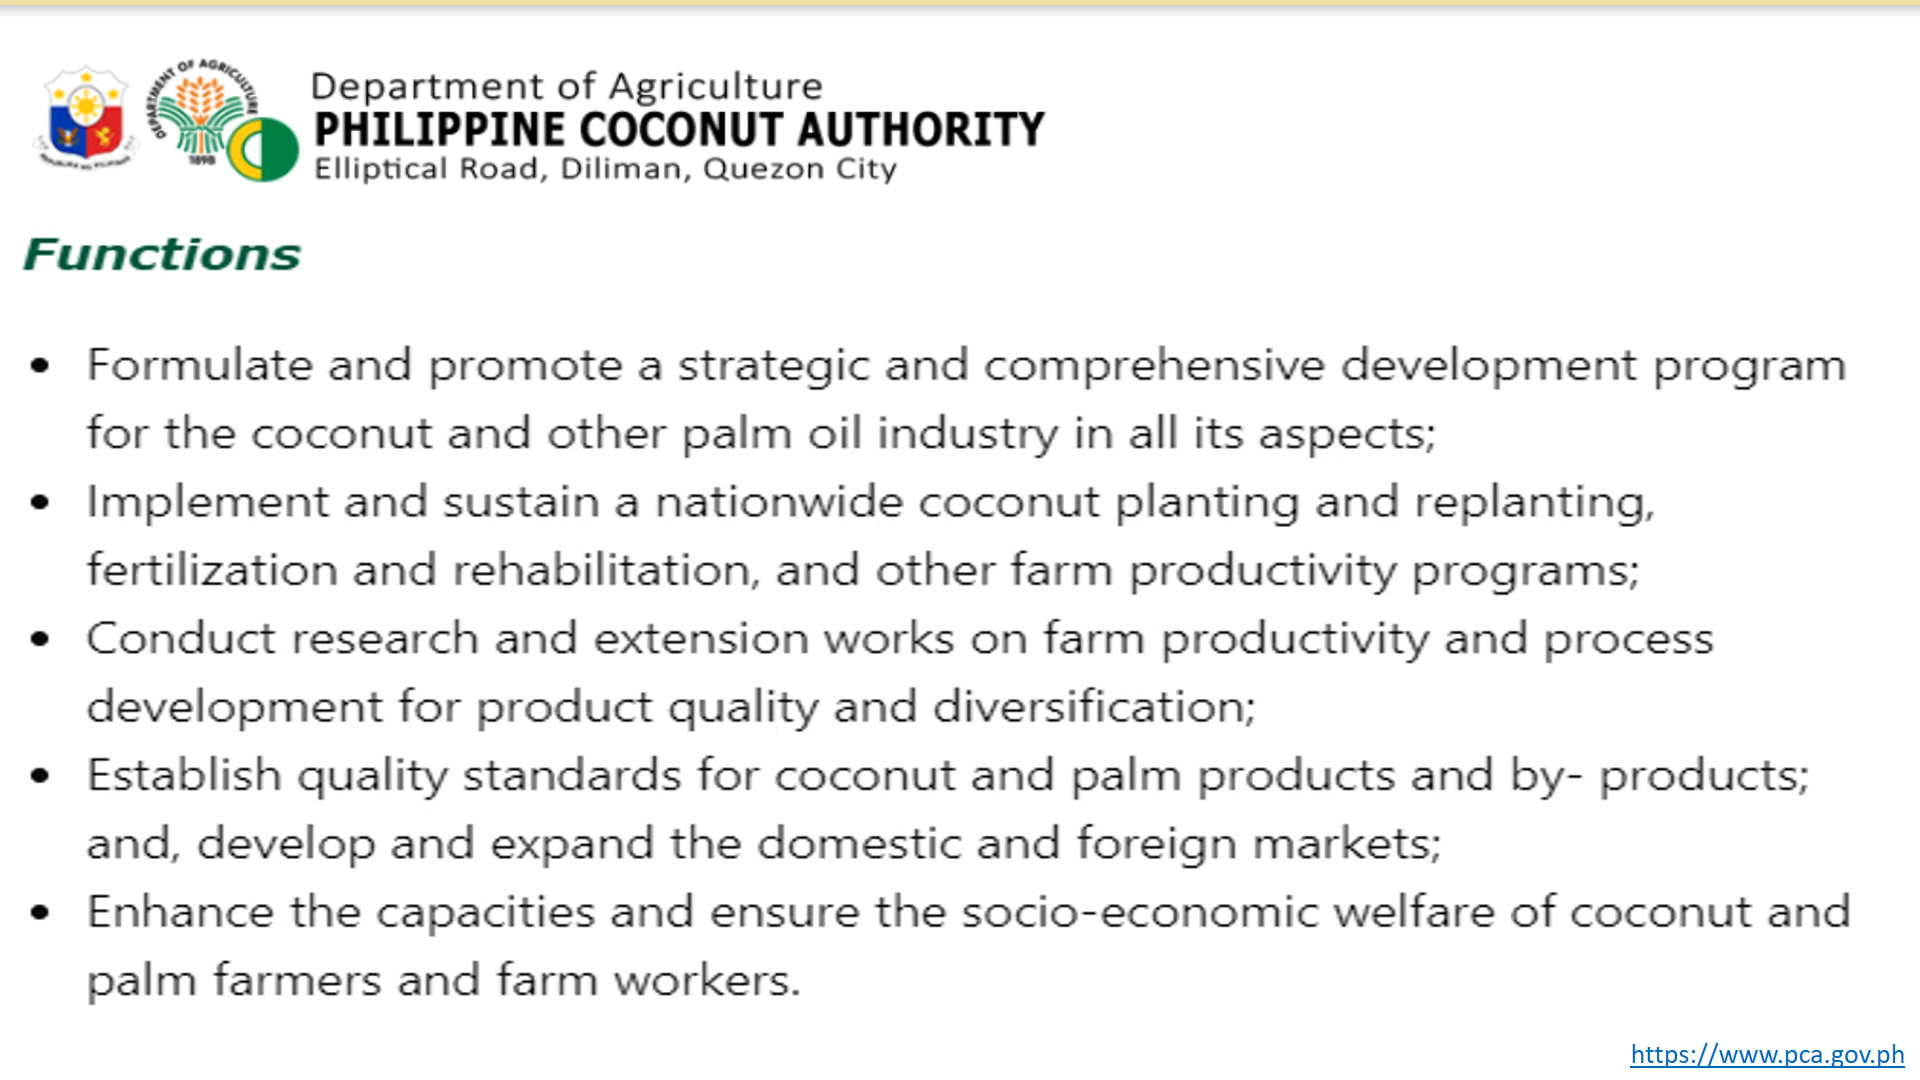 DEPARTMENT OF AGRICULTURE
1898
Department of Agriculture
PHILIPPINE COCONUT AUTHORITY
Elliptical Road, Diliman, Quezon City
Functions
• Formulate and promote a strategic and comprehensive development program
for the coconut and other palm oil industry in all its aspects;
• Implement and sustain a nationwide coconut planting and replanting,
fertilization and rehabilitation, and other farm productivity programs;
• Conduct research and extension works on farm productivity and process
development for product quality and diversification;
• Establish quality standards for coconut and palm products and by- products;
and, develop and expand the domestic and foreign markets;
• Enhance the capacities and ensure the socio-economic welfare of coconut and
palm farmers and farm workers.
https://www.pca.gov.ph